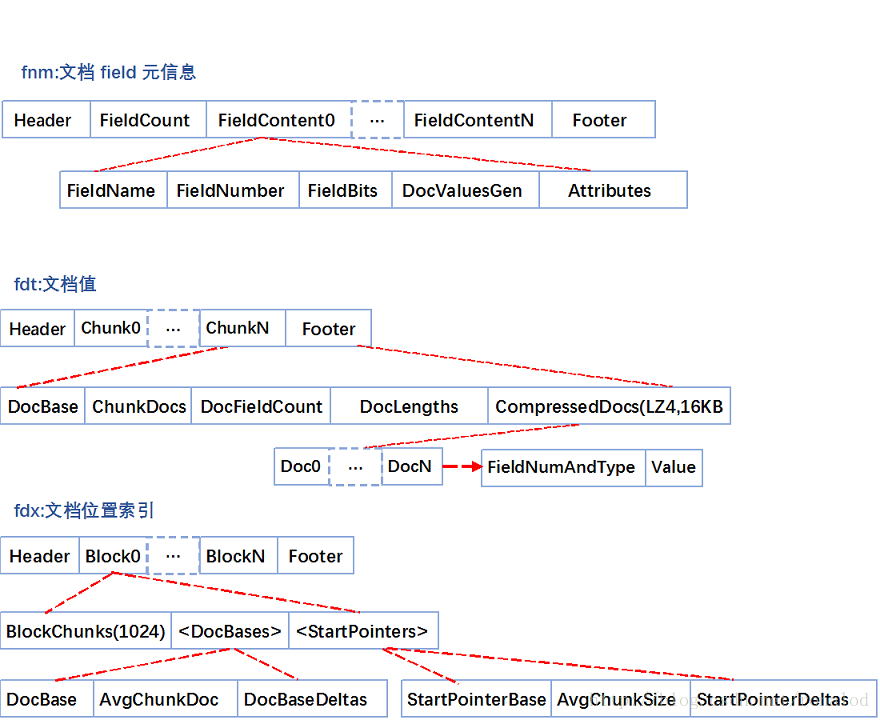 fnm:文档 field 元信息
Header FieldCount FieldContent0 ... FieldContentN Footer
FieldName FieldNumber FieldBits DocValuesGen Attributes
fdt:文档值
Header Chunk0 ... ChunkN Footer
DocBase ChunkDocs DocFieldCount DocLengths CompressedDocs(LZ4,16KB
Doc0 ... DocN FieldNumAndType Value
fdx:文档位置索引
Header Block0 ... BlockN Footer
BlockChunks(1024) <DocBases> <StartPointers>
DocBase AvgChunkDoc DocBaseDeltas StartPointerBase AvgChunkSize StartPointerDeltas